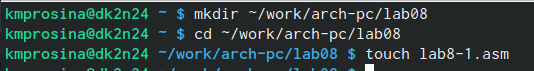 kmprosina@dk2n24 ~ $ mkdir ~/work/arch-pc/lab08
kmprosina@dk2n24 ~ $ cd ~/work/arch-pc/lab08
kmprosina@dk2n24 ~/work/arch-pc/lab08 $ touch lab8-1.asm